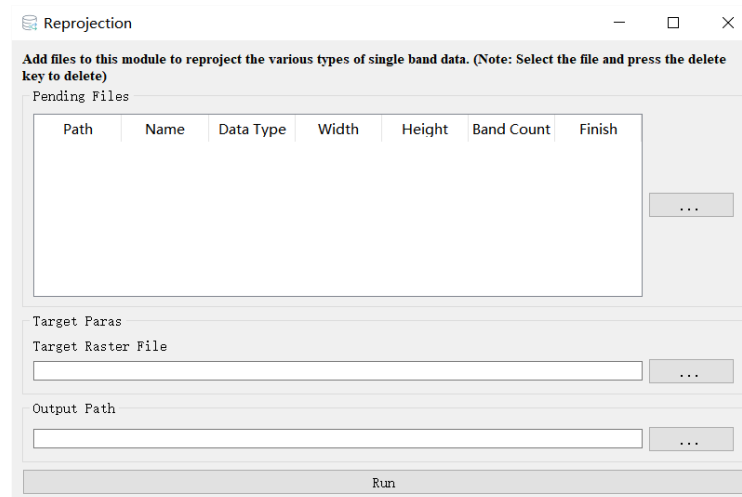 Reprojection
Add files to this module to reproject the various types of single band data. (Note: Select the file and press the delete
key to delete)
Pending Files
Path Name Data Type Width Height Band Count Finish
...
Target Paras
Target Raster File
...
Output Path
...
Run